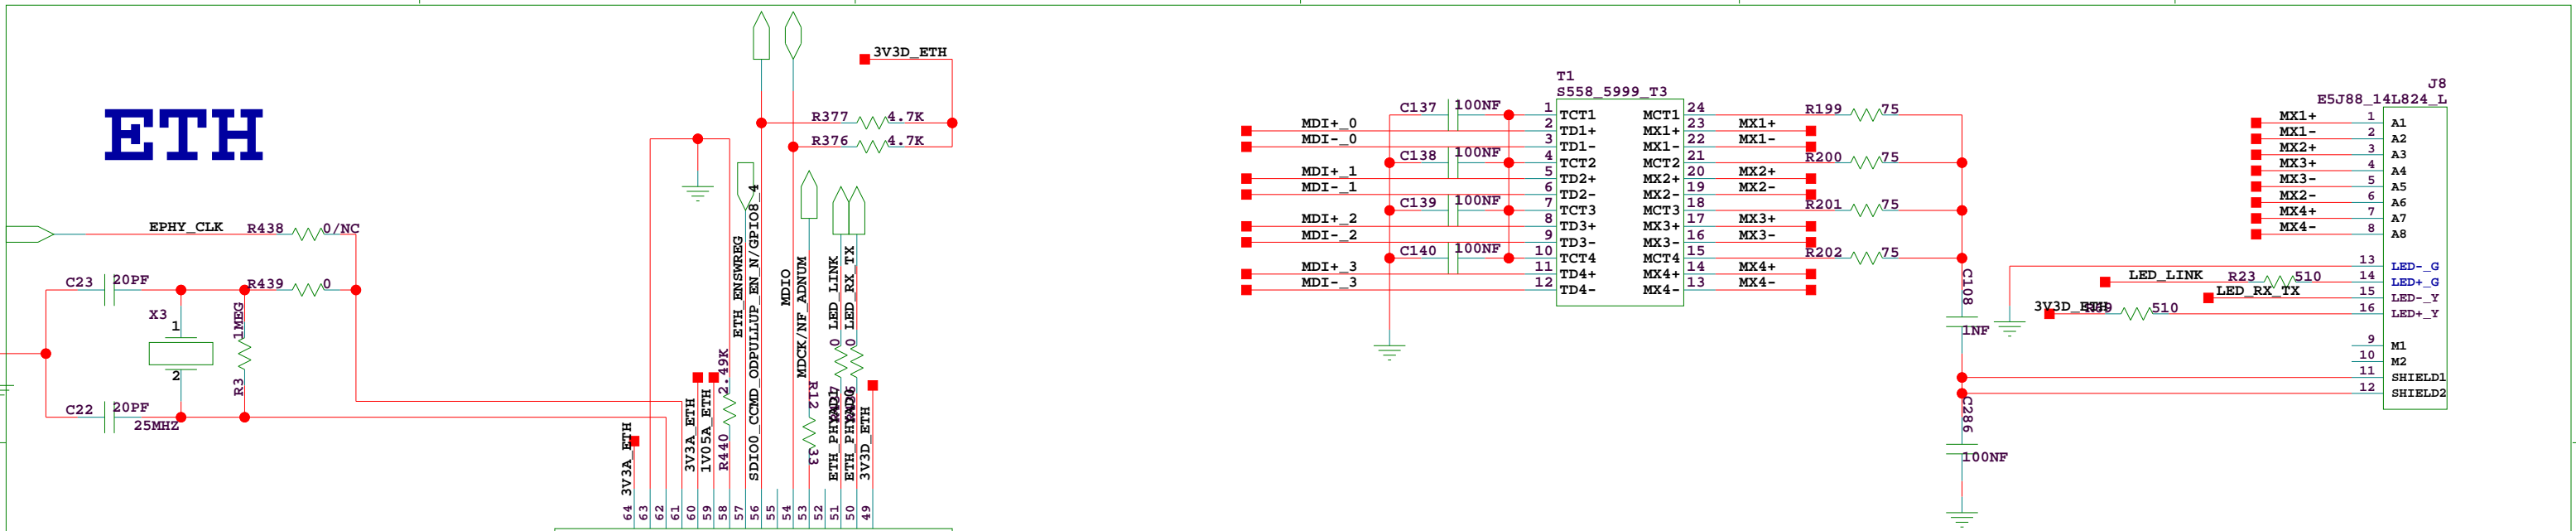 ETH
EPHY_CLK
R438
0/NC
C23
20PF
R439
0
X3
1
2
1MEG
R3
C22
20PF
25MHZ
3V3D_ETH
R377
4.7K
R376
4.7K
3V3A_ETH
3V3A_ETH
1V05A_ETH
2.49K
R440
ETH_ENSWREG
SDIO0_CCMD_ODPULLUP_EN_N/GPIO8_4
MDIO
MDCK/NF_ADNUM
R12
33
LED_LINK
0
LED_RX_TX
0
3V3D_ETH
64
63
62
61
60
59
58
57
56
55
54
53
52
51
50
49
T1
S558_5999_T3
C137
100NF
1
TCT1
MCT1
24
R199
75
MDI+_0
2
TD1+
MX1+
23
MX1+
MDI-_0
3
TD1-
MX1-
22
MX1-
C138
100NF
4
TCT2
MCT2
21
R200
75
MDI+_1
5
TD2+
MX2+
20
MX2+
MDI-_1
6
TD2-
MX2-
19
MX2-
C139
100NF
7
TCT3
MCT3
18
R201
75
MDI+_2
8
TD3+
MX3+
17
MX3+
MDI-_2
9
TD3-
MX3-
16
MX3-
C140
100NF
10
TCT4
MCT4
15
R202
75
MDI+_3
11
TD4+
MX4+
14
MX4+
MDI-_3
12
TD4-
MX4-
13
MX4-
C108
1NF
C286
100NF
J8
E5J88_14L824_L
MX1+
1
A1
MX1-
2
A2
MX2+
3
A3
MX3+
4
A4
MX3-
5
A5
MX2-
6
A6
MX4+
7
A7
MX4-
8
A8
13
LED-_G
LED_LINK
R23
510
14
LED+_G
LED_RX_TX
15
LED-_Y
3V3D_ETH
510
16
LED+_Y
9
M1
10
M2
11
SHIELD1
12
SHIELD2